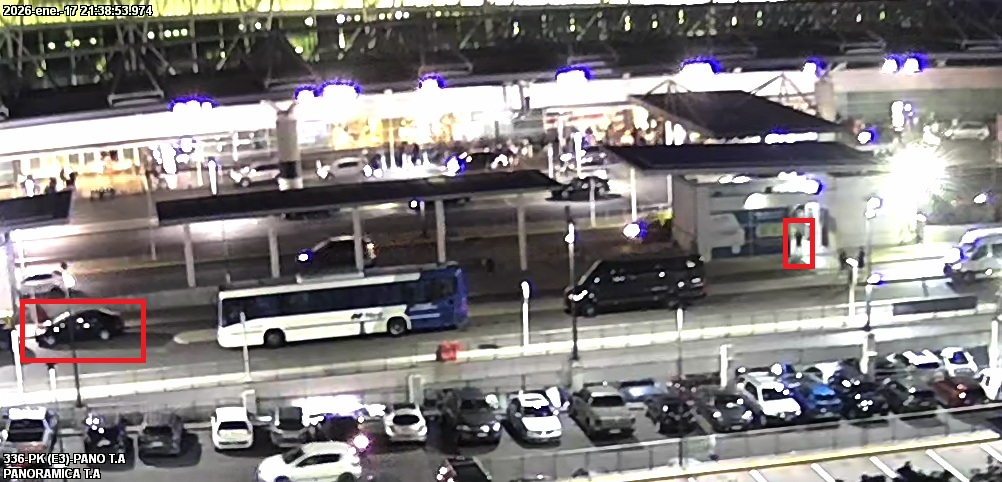 2026-ene.-17 21:38:53.974
336-PK (E3)-PANO T.A
PANORAMICA T.A